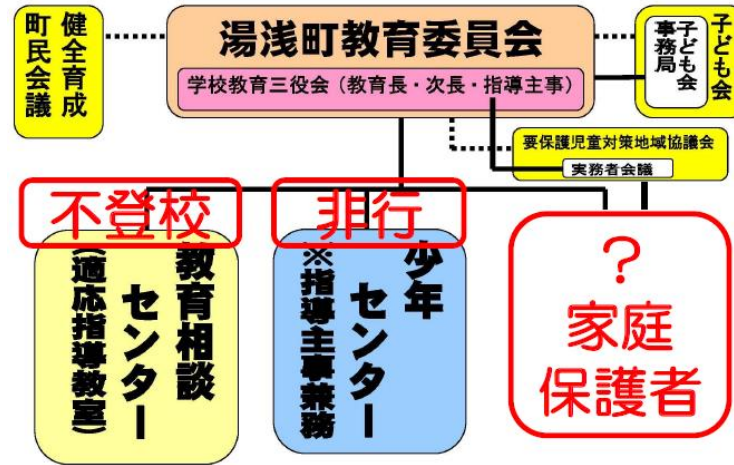 健全育成
町民会議
湯浅町教育委員会
学校教育三役会（教育長・次長・指導主事）
子ども会
子ども会
事務局
要保護児童対策地域協議会
実務者会議
不登校
教育相談
センター
（適応指導教室）
非行
少年
センター
※指導主事兼務
？
家庭
保護者